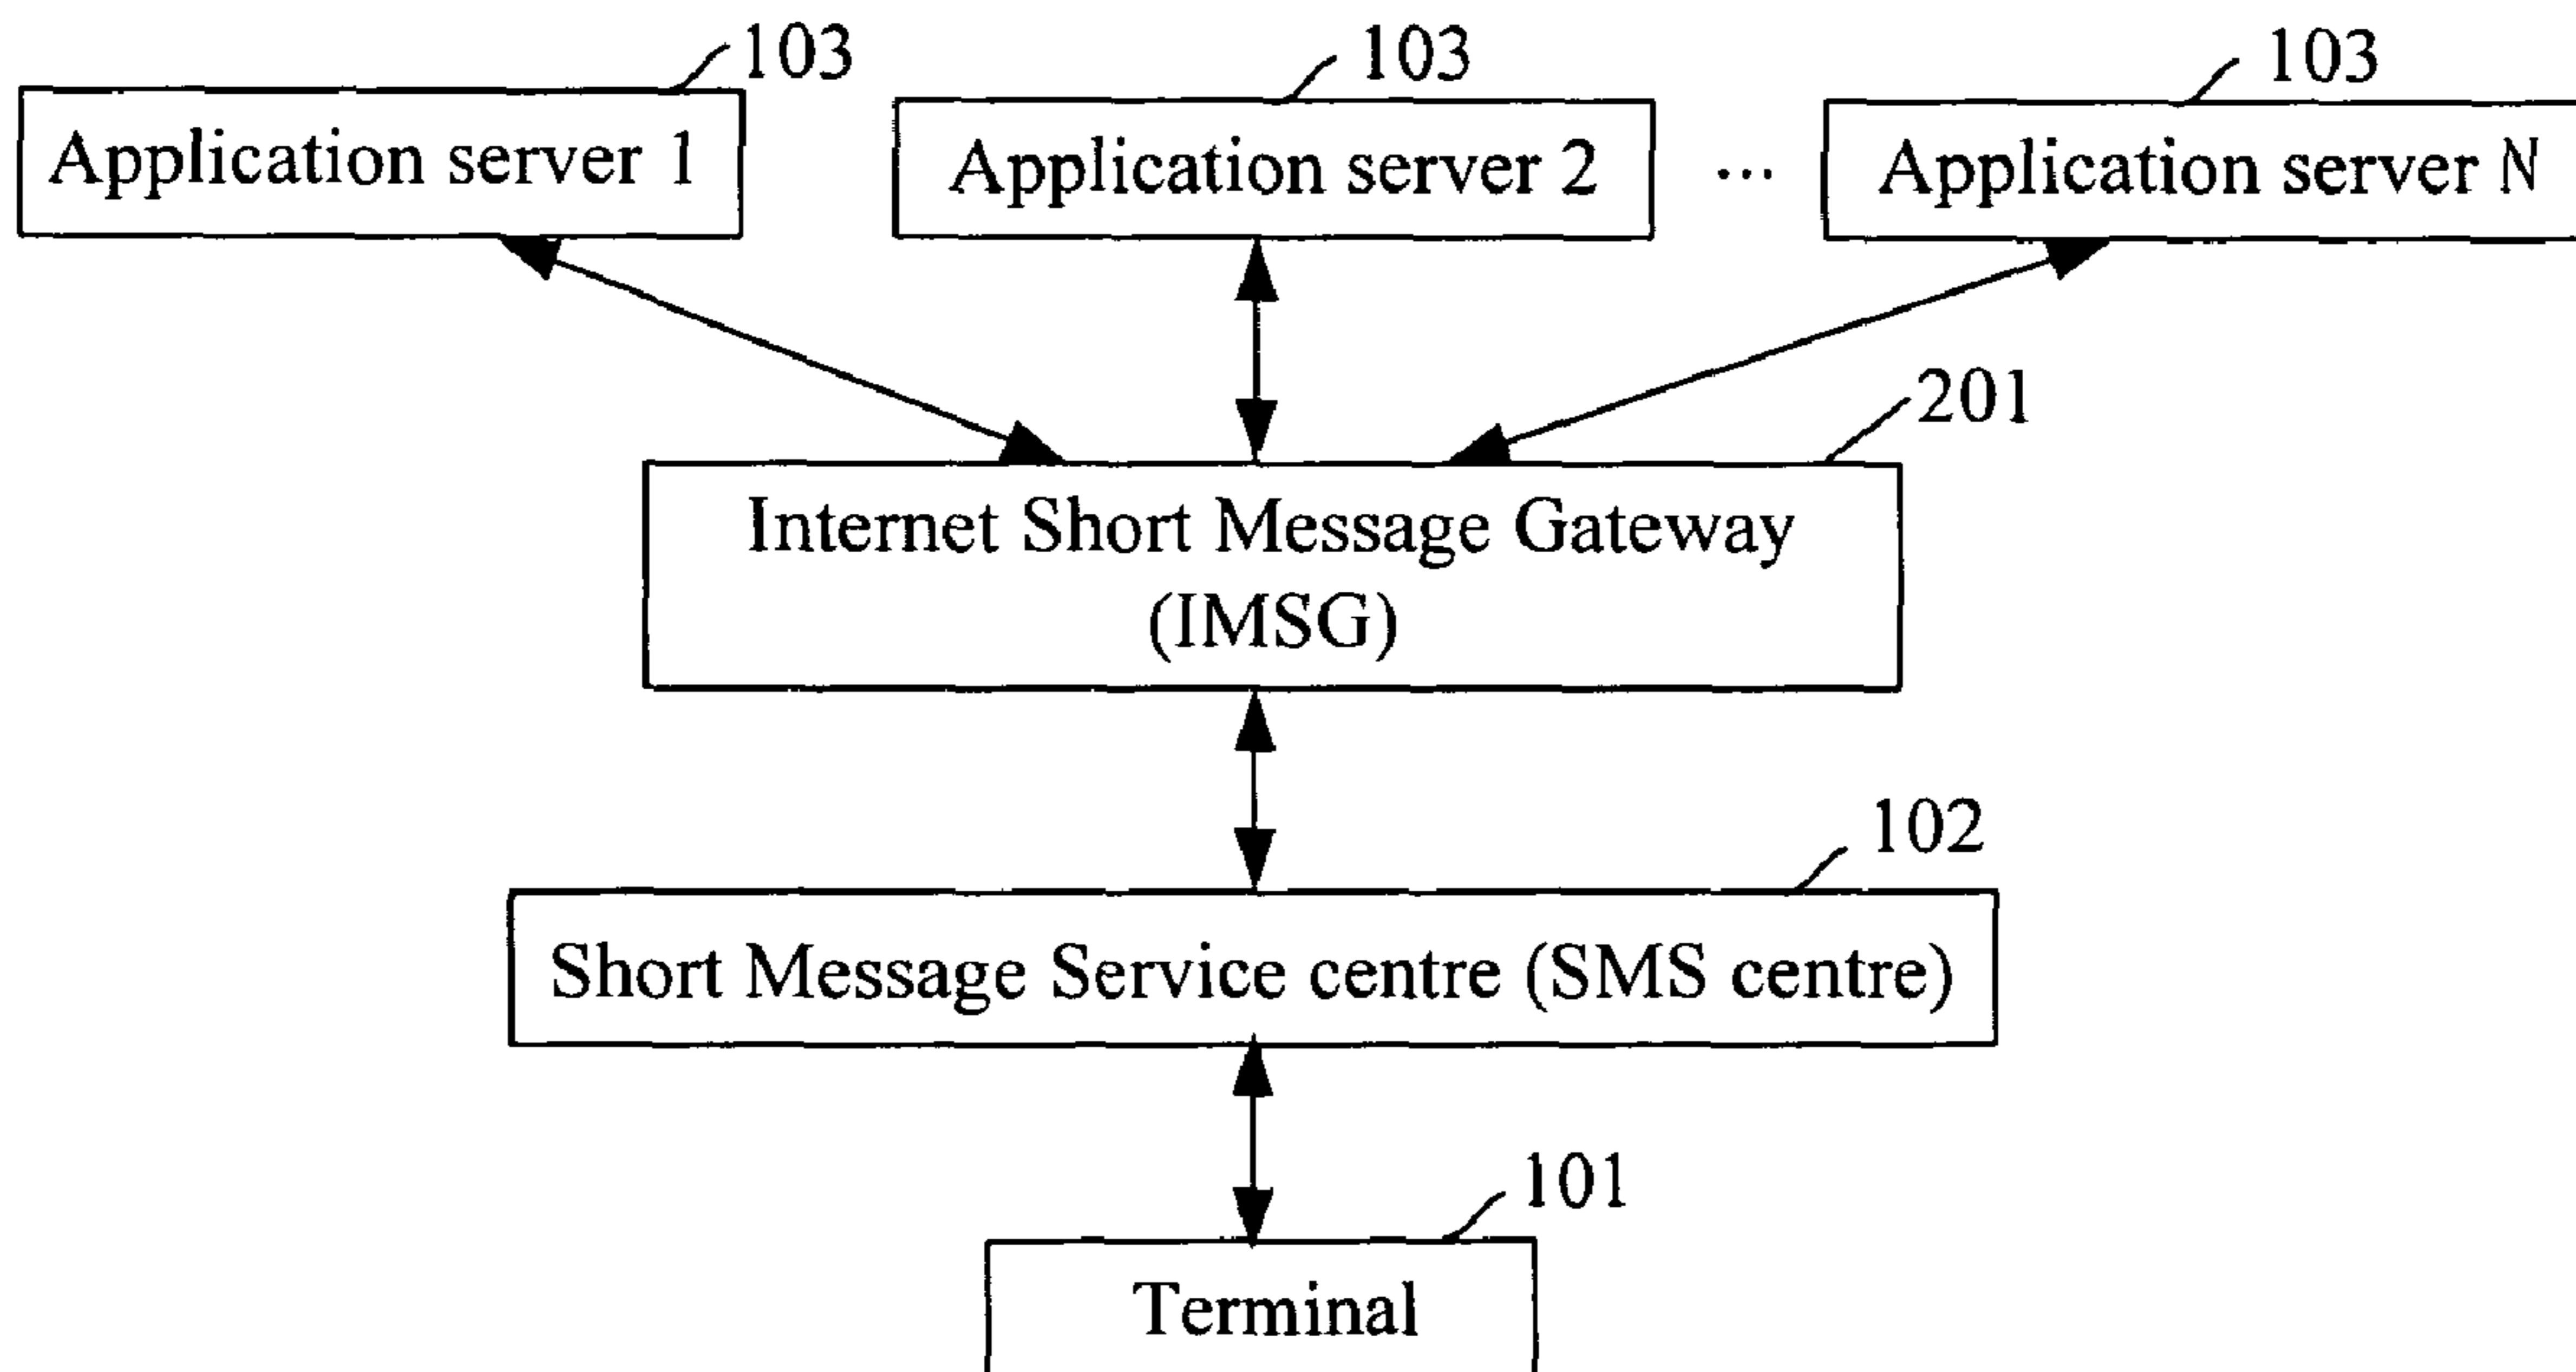 103
103
103
Application server 1
Application server 2
...
Application server N
201
Internet Short Message Gateway
(IMSG)
102
Short Message Service centre (SMS centre)
101
Terminal